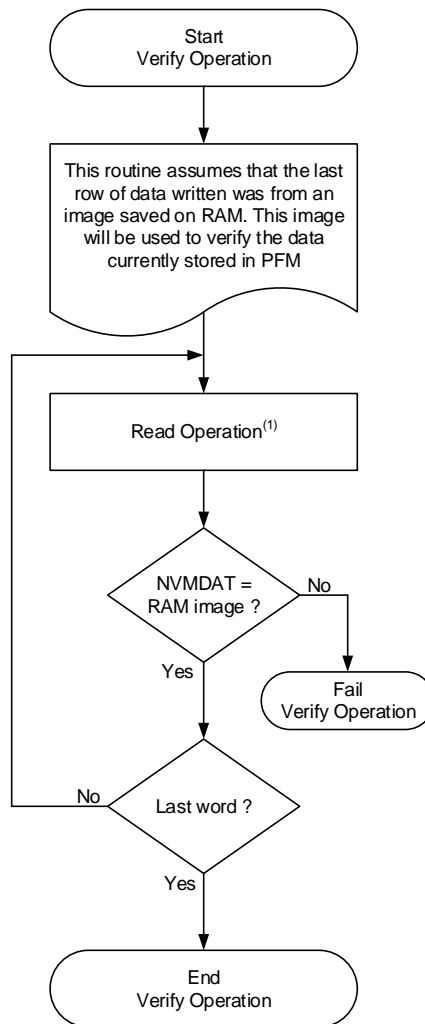 Start
Verify Operation
This routine assumes that the last
row of data written was from an
image saved on RAM. This image
will be used to verify the data
currently stored in PFM
Read Operation(1)
NVMDAT =
RAM image ?
No
Yes
Fail
Verify Operation
Last word ?
No
Yes
End
Verify Operation